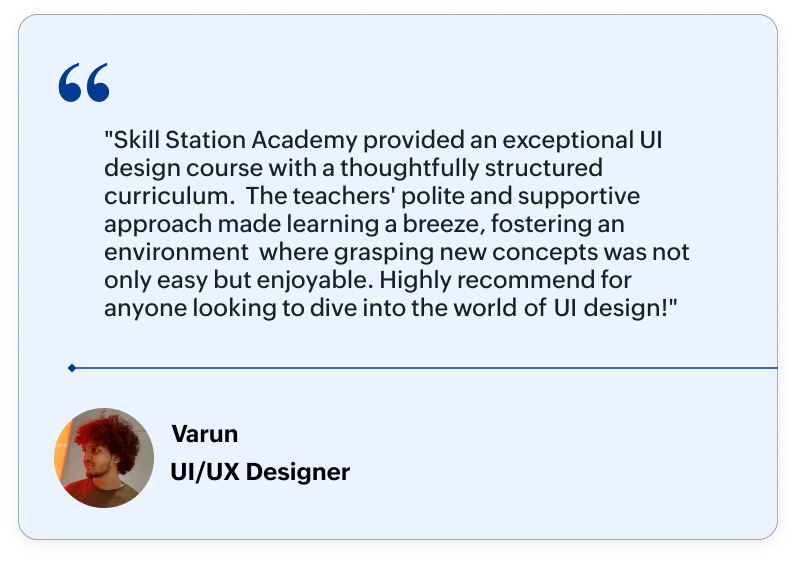 "Skill Station Academy provided an exceptional UI
design course with a thoughtfully structured
curriculum.  The teachers' polite and supportive
approach made learning a breeze, fostering an
environment  where grasping new concepts was not
only easy but enjoyable. Highly recommend for
anyone looking to dive into the world of UI design!"
Varun
UI/UX Designer